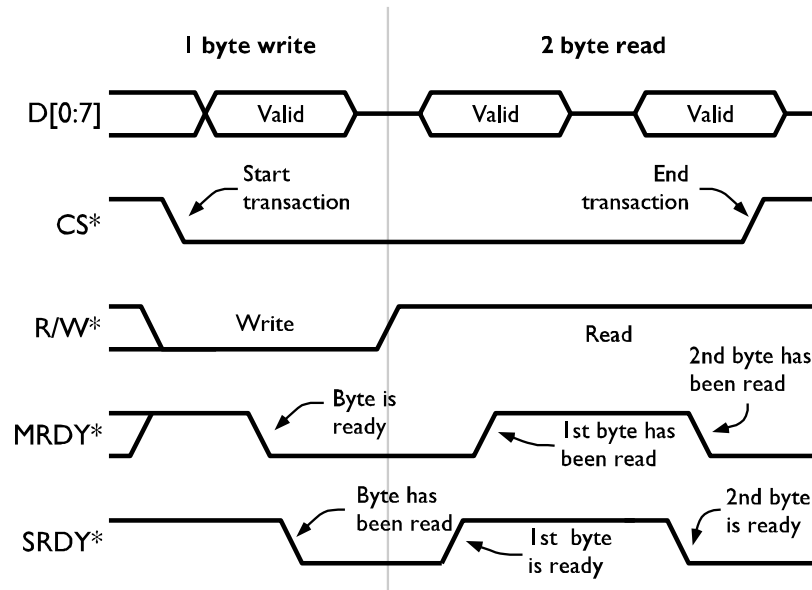 1 byte write
2 byte read
D[0:7]
Valid
Valid
Valid
Start
transaction
End
transaction
CS*
R/W*
Write
Read
2nd byte has
been read
MRDY*
Byte is
ready
1st byte has
been read
SRDY*
Byte has
been read
1st byte
is ready
2nd byte
is ready